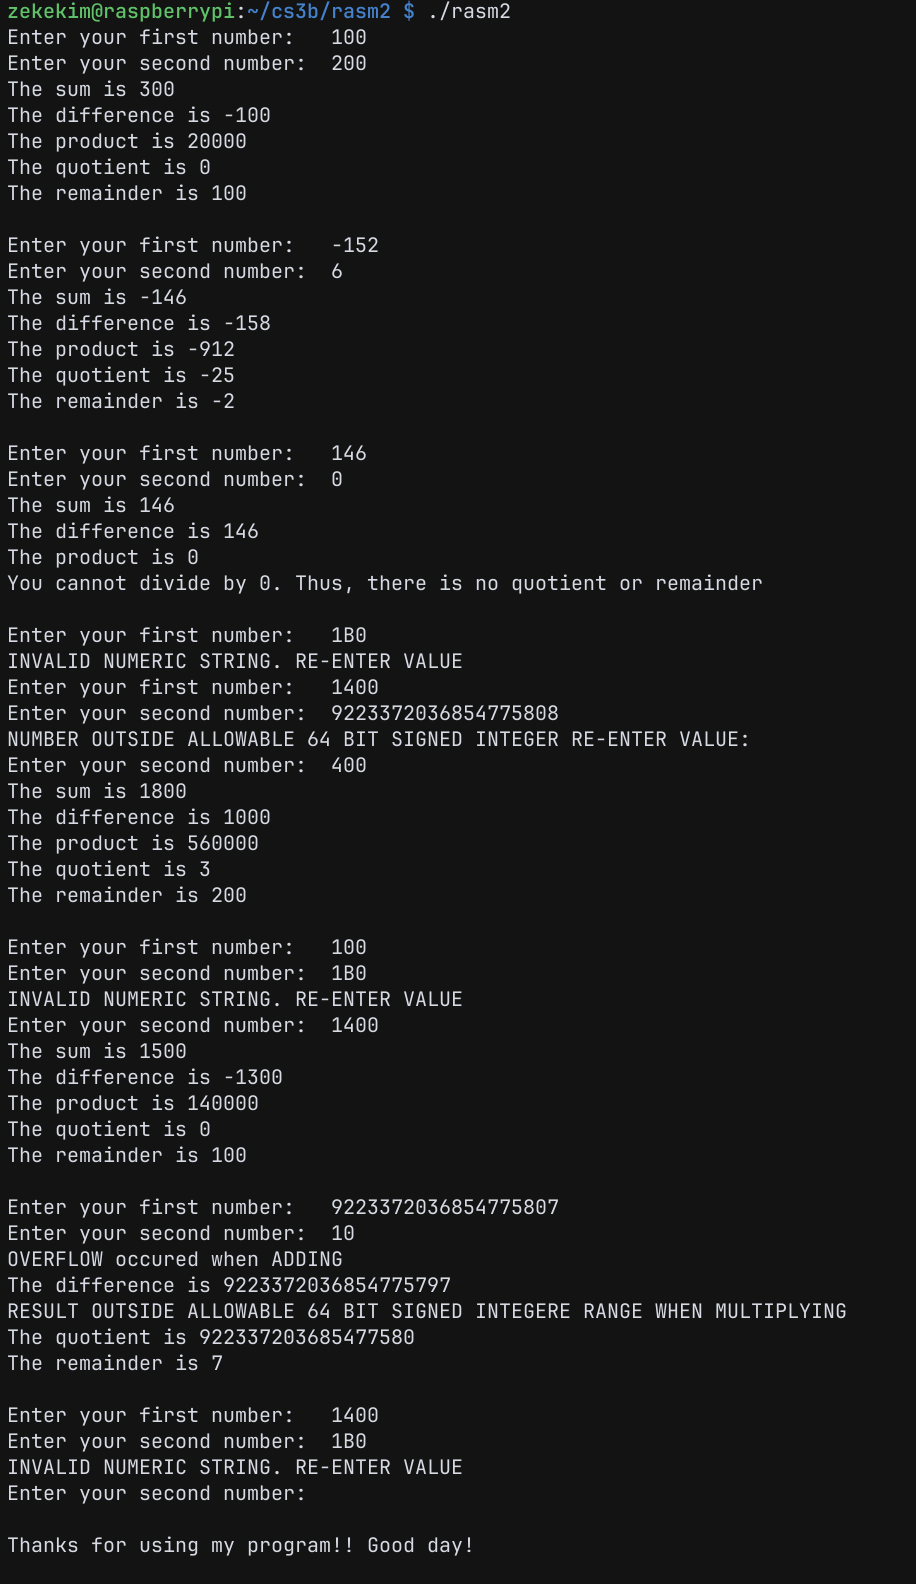 zekekim@raspberrypi:~/cs3b/rasm2 $ ./rasm2
Enter your first number:   100
Enter your second number:  200
The sum is 300
The difference is -100
The product is 20000
The quotient is 0
The remainder is 100

Enter your first number:   -152
Enter your second number:  6
The sum is -146
The difference is -158
The product is -912
The quotient is -25
The remainder is -2

Enter your first number:   146
Enter your second number:  0
The sum is 146
The difference is 146
The product is 0
You cannot divide by 0. Thus, there is no quotient or remainder

Enter your first number:   1B0
INVALID NUMERIC STRING. RE-ENTER VALUE
Enter your first number:   1400
Enter your second number:  9223372036854775808
NUMBER OUTSIDE ALLOWABLE 64 BIT SIGNED INTEGER RE-ENTER VALUE:
Enter your second number:  400
The sum is 1800
The difference is 1000
The product is 560000
The quotient is 3
The remainder is 200

Enter your first number:   100
Enter your second number:  1B0
INVALID NUMERIC STRING. RE-ENTER VALUE
Enter your second number:  1400
The sum is 1500
The difference is -1300
The product is 140000
The quotient is 0
The remainder is 100

Enter your first number:   9223372036854775807
Enter your second number:  10
OVERFLOW occured when ADDING
The difference is 9223372036854775797
RESULT OUTSIDE ALLOWABLE 64 BIT SIGNED INTEGERE RANGE WHEN MULTIPLYING
The quotient is 922337203685477580
The remainder is 7

Enter your first number:   1400
Enter your second number:  1B0
INVALID NUMERIC STRING. RE-ENTER VALUE
Enter your second number:

Thanks for using my program!! Good day!